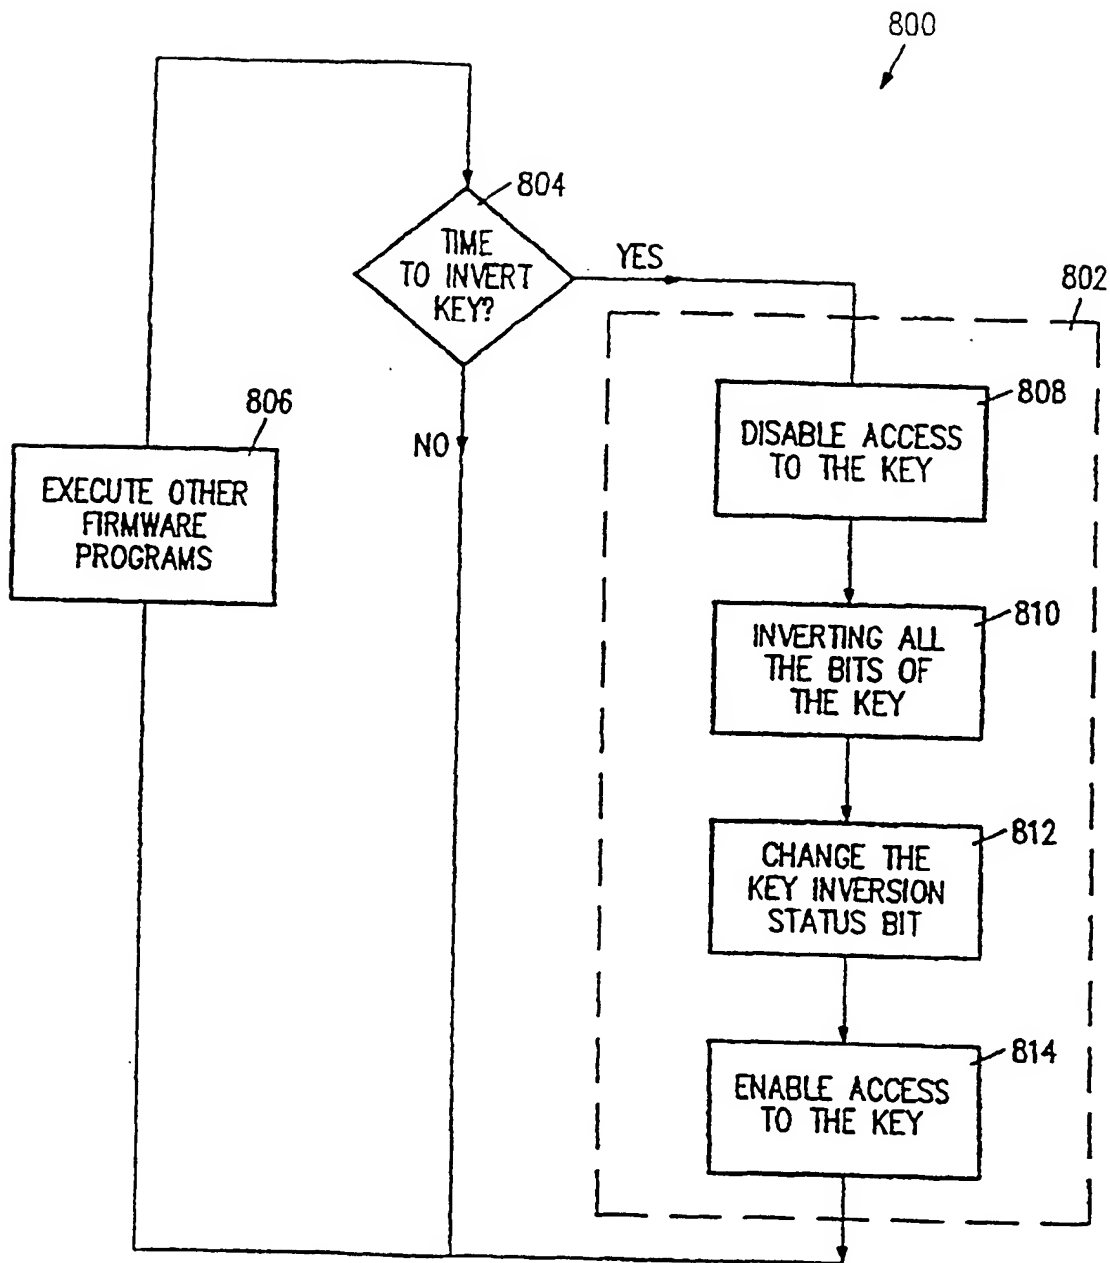 800
804
TIME
TO INVERT
KEY?
YES
802
808
DISABLE ACCESS
TO THE KEY
806
NO
EXECUTE OTHER
FIRMWARE
PROGRAMS
810
INVERTING ALL
THE BITS OF
THE KEY
812
CHANGE THE
KEY INVERSION
STATUS BIT
814
ENABLE ACCESS
TO THE KEY